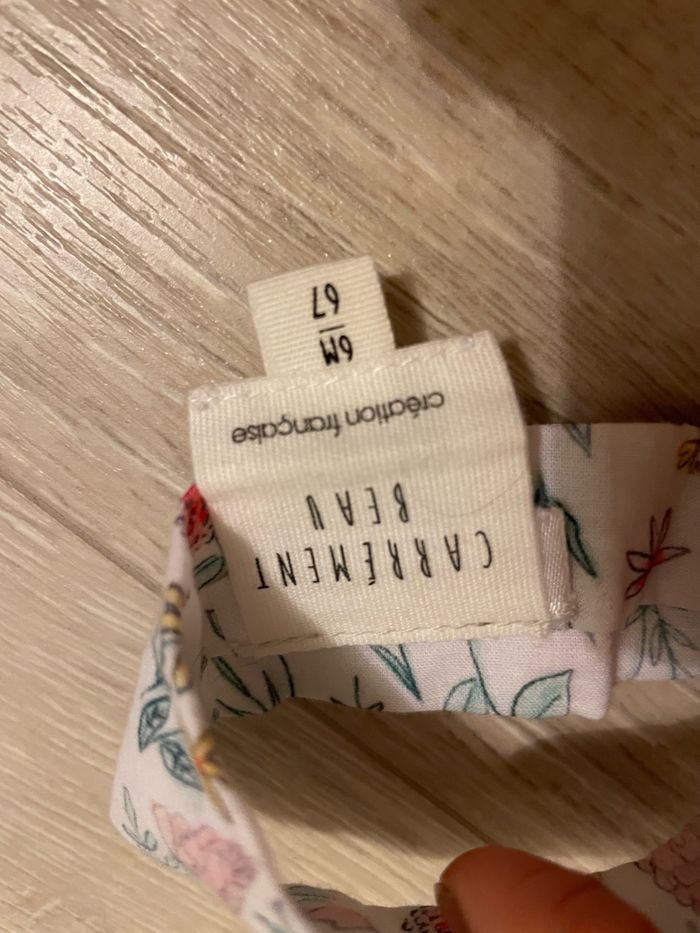 CARRÉMENT
BEAU
création française
6M
67